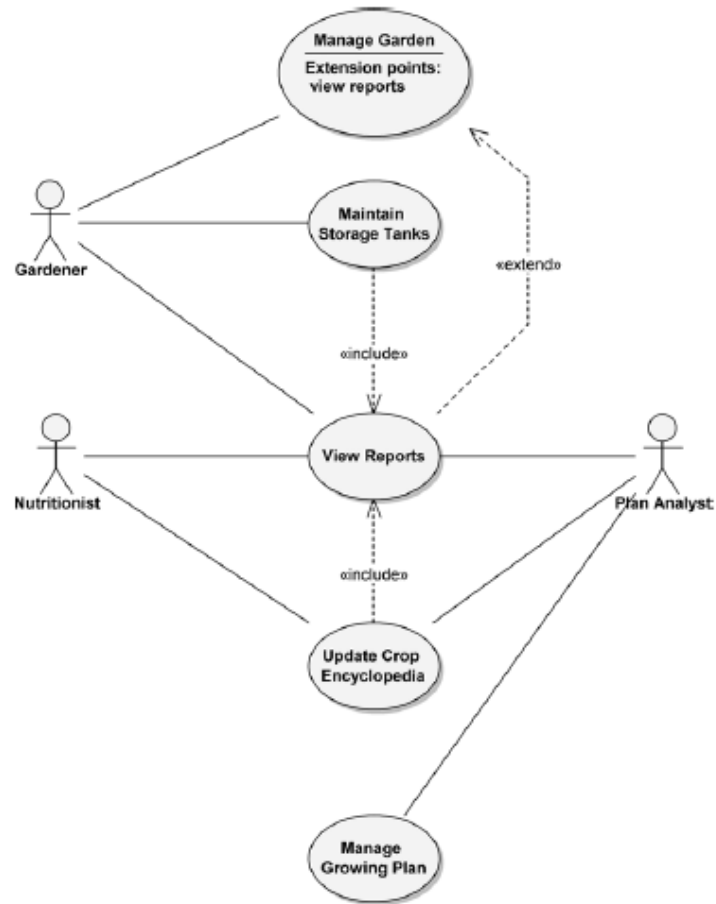 Manage Garden
Extension points:
view reports
Maintain
Storage Tanks
Gardener
«extend»
«include»
View Reports
Nutritionist
Plan Analyst
«include»
Update Crop
Encyclopedia
Manage
Growing Plan